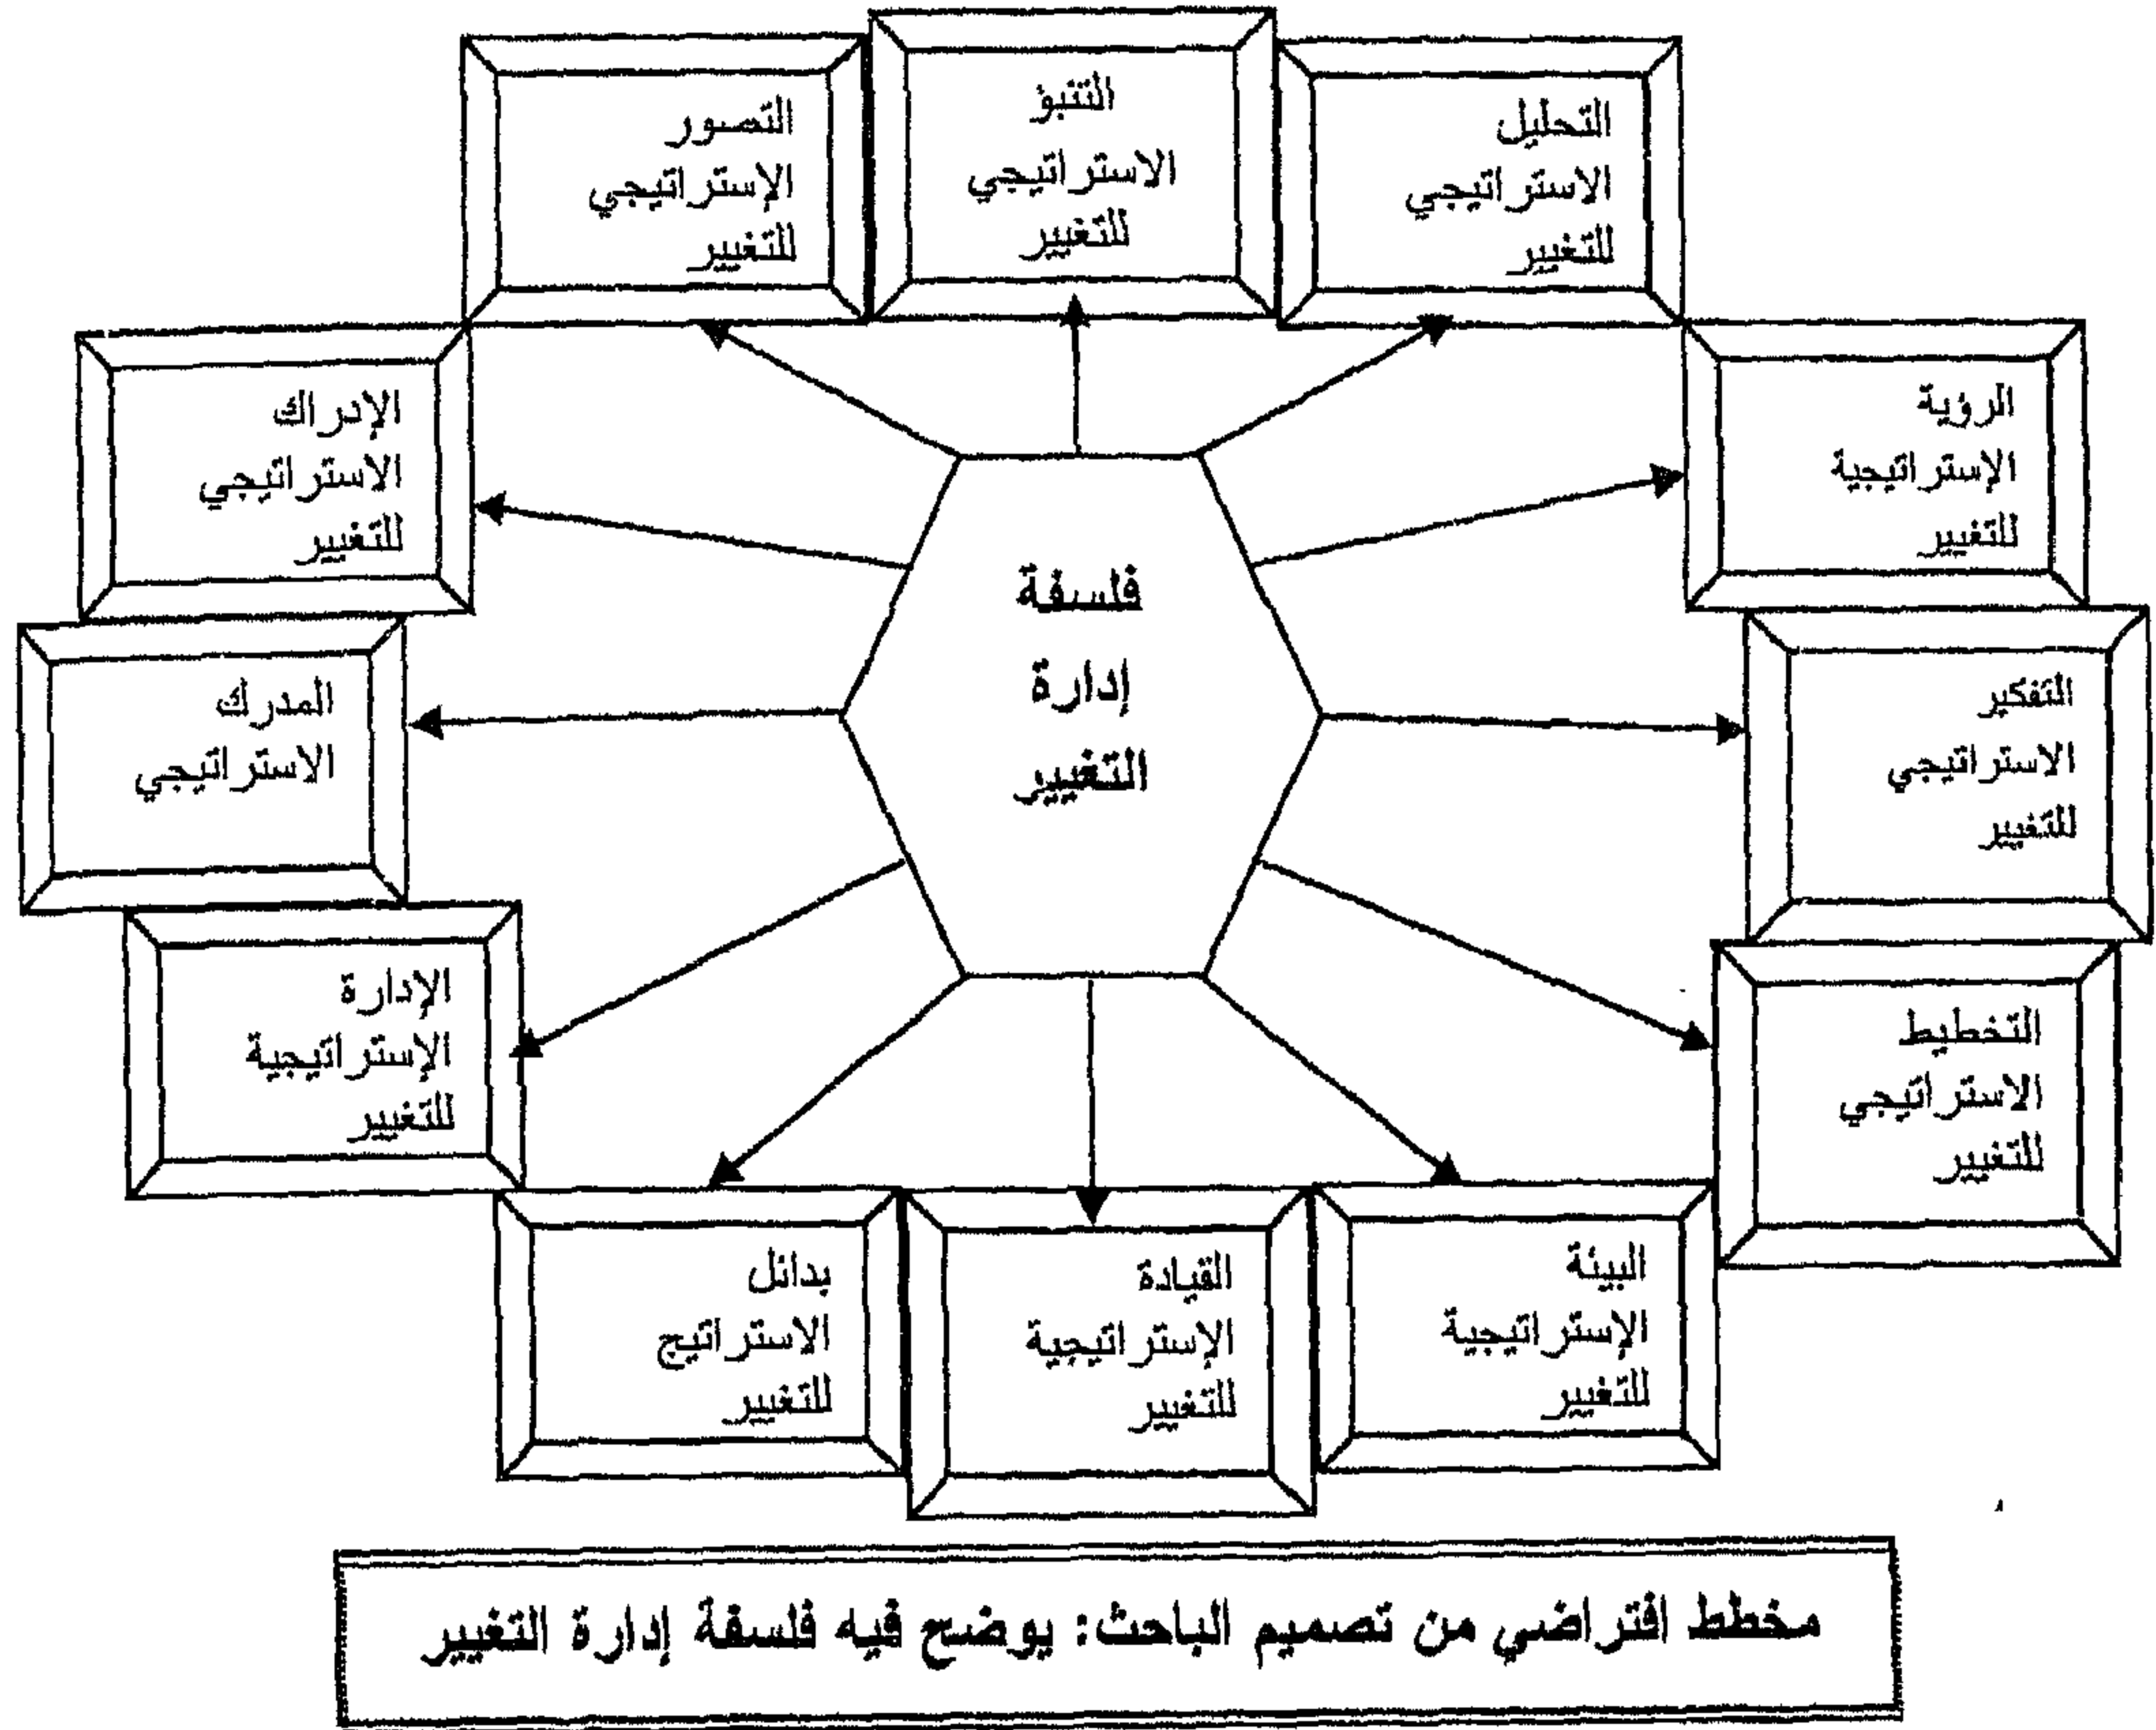 التنبؤ
الاستراتيجي
للتغيير
التحليل
الاستراتيجي
للتغيير
الرؤية
الإستراتيجية
للتغيير
التفكير
الاستراتيجي
للتغيير
التخطيط
الاستراتيجي
للتغيير
البيئة
الإستراتيجية
للتغيير
القيادة
الإستراتيجية
للتغيير
بدائل
الاستراتيج
للتغيير
الإدارة
الإستراتيجية
للتغيير
المدرك
الاستراتيجي
الإدراك
الاستراتيجي
للتغيير
التصور
الإستراتيجي
للتغيير
فلسفة
إدارة
التغيير
مخطط افتراضي من تصميم الباحث: يوضح فيه فلسفة إدارة التغيير